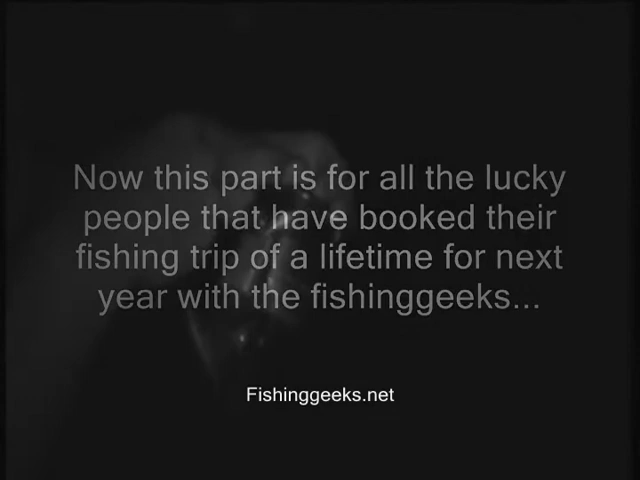 Now this part is for all the lucky
people that have booked their
fishing trip of a lifetime for next
year with the fishinggeeks...
Fishinggeeks.net